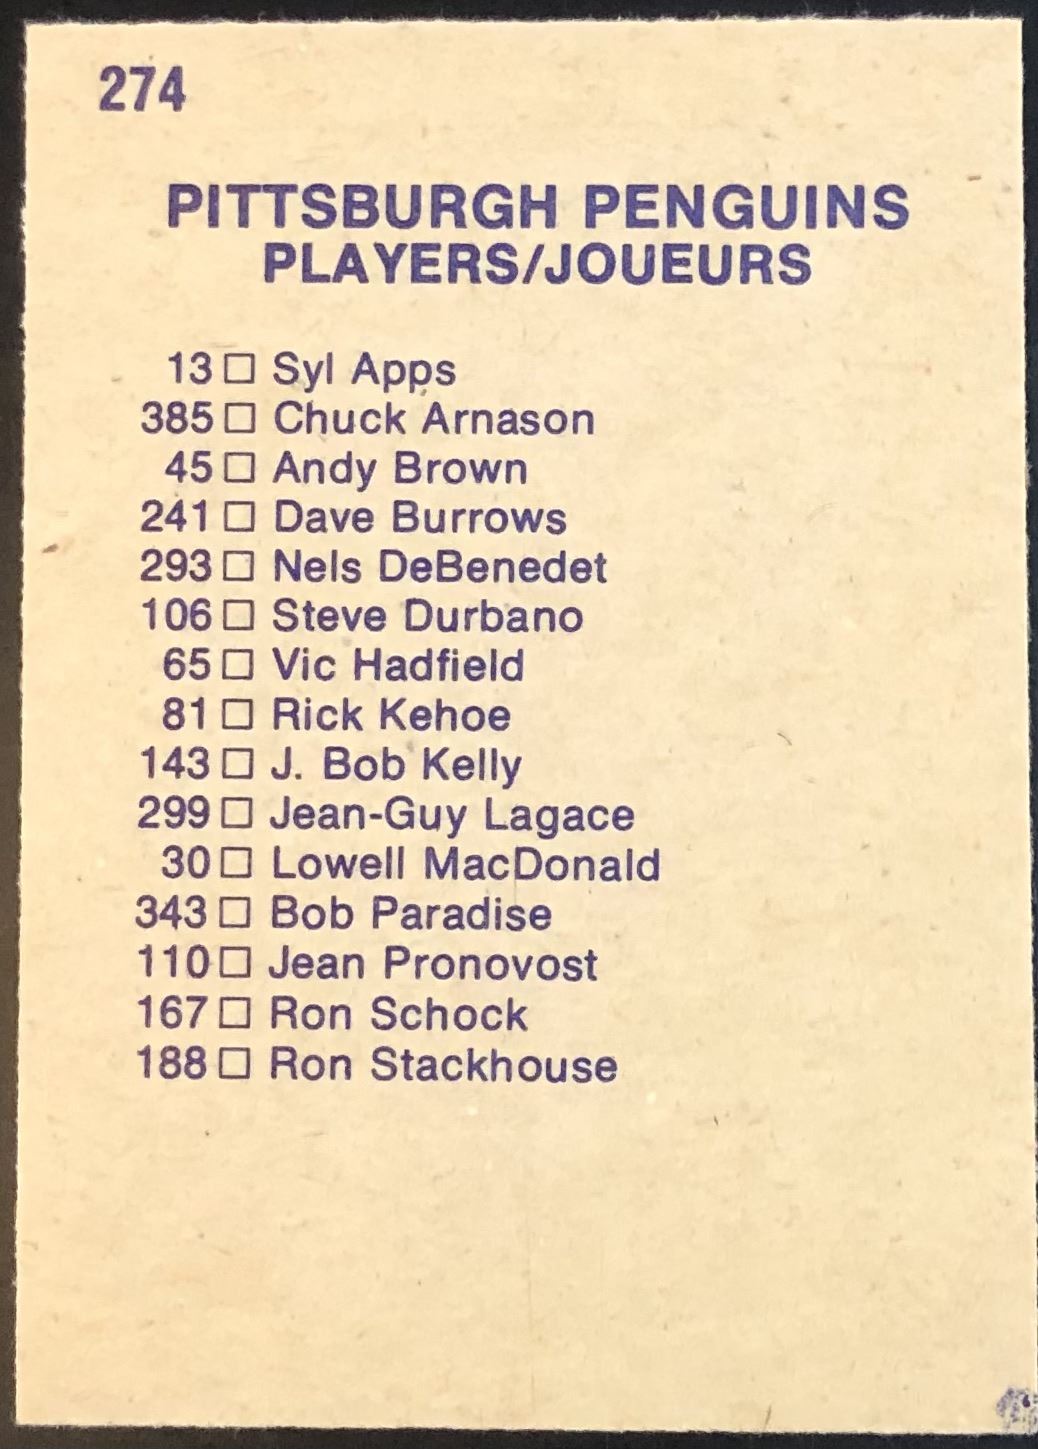 274
PITTSBURGH PENGUINS
PLAYERS/JOUEURS
13 □ Syl Apps
385 □ Chuck Arnason
45 □ Andy Brown
241 □ Dave Burrows
293 □ Nels DeBenedet
106 □ Steve Durbano
65 □ Vic Hadfield
81 □ Rick Kehoe
143 □ J. Bob Kelly
299 □ Jean-Guy Lagace
30 □ Lowell MacDonald
343 □ Bob Paradise
110 □ Jean Pronovost
167 □ Ron Schock
188 □ Ron Stackhouse